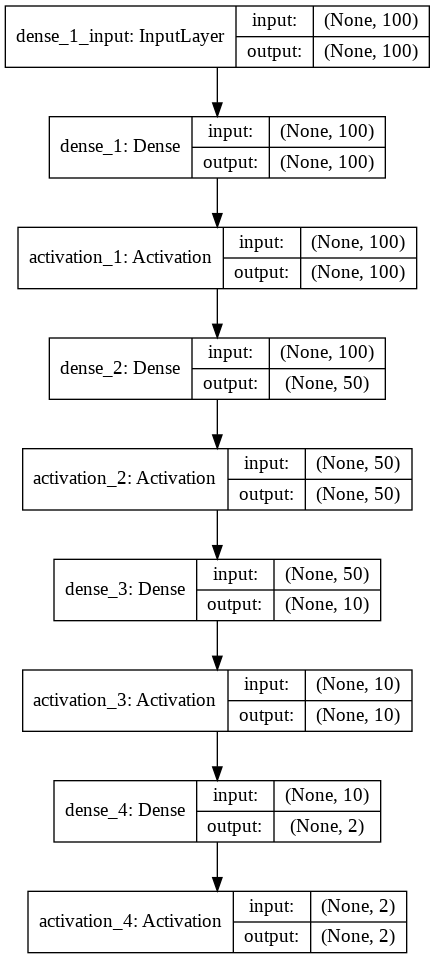 dense_1_input: InputLayer
input: (None, 100)
output: (None, 100)
dense_1: Dense
input: (None, 100)
output: (None, 100)
activation_1: Activation
input: (None, 100)
output: (None, 100)
dense_2: Dense
input: (None, 100)
output: (None, 50)
activation_2: Activation
input: (None, 50)
output: (None, 50)
dense_3: Dense
input: (None, 50)
output: (None, 10)
activation_3: Activation
input: (None, 10)
output: (None, 10)
dense_4: Dense
input: (None, 10)
output: (None, 2)
activation_4: Activation
input: (None, 2)
output: (None, 2)